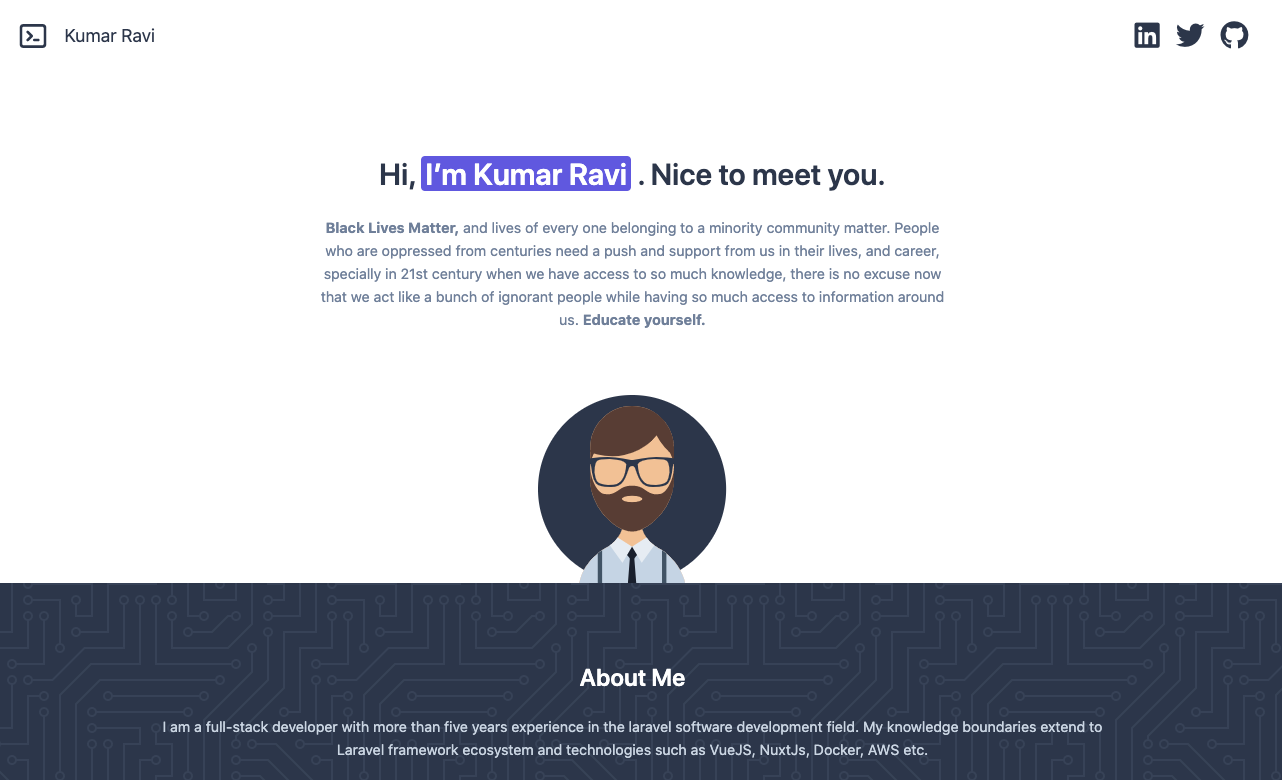 Kumar Ravi
Hi, I'm Kumar Ravi . Nice to meet you.
Black Lives Matter, and lives of every one belonging to a minority community matter. People
who are oppressed from centuries need a push and support from us in their lives, and career,
specially in 21st century when we have access to so much knowledge, there is no excuse now
that we act like a bunch of ignorant people while having so much access to information around
us. Educate yourself.
About Me
I am a full-stack developer with more than five years experience in the laravel software development field. My knowledge boundaries extend to
Laravel framework ecosystem and technologies such as VueJS, NuxtJs, Docker, AWS etc.